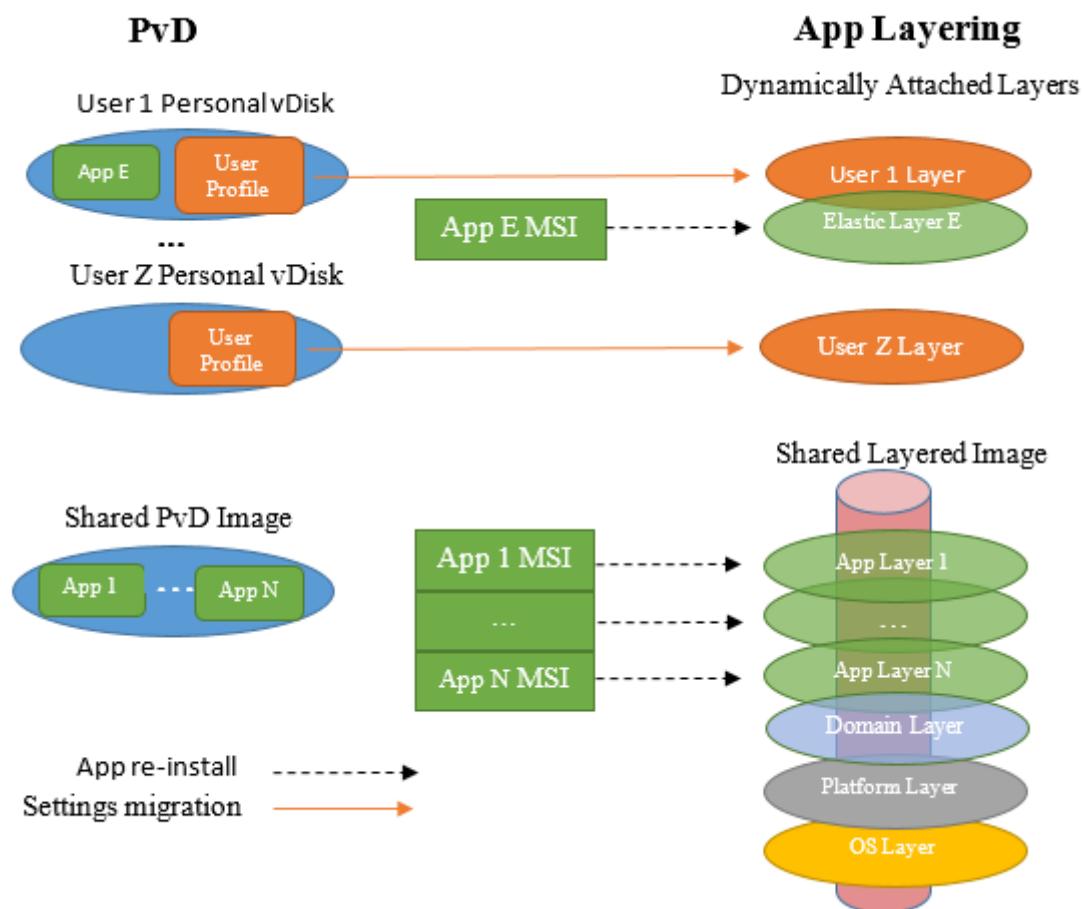 PvD
App Layering
Dynamically Attached Layers
User 1 Personal vDisk
App E
User
Profile
User 1 Layer
App E MSI
Elastic Layer E
...
User Z Personal vDisk
User
Profile
User Z Layer
Shared Layered Image
Shared PvD Image
App 1
...
App N
App 1 MSI
...
App N MSI
App Layer 1
...
App Layer N
Domain Layer
Platform Layer
OS Layer
App re-install
Settings migration